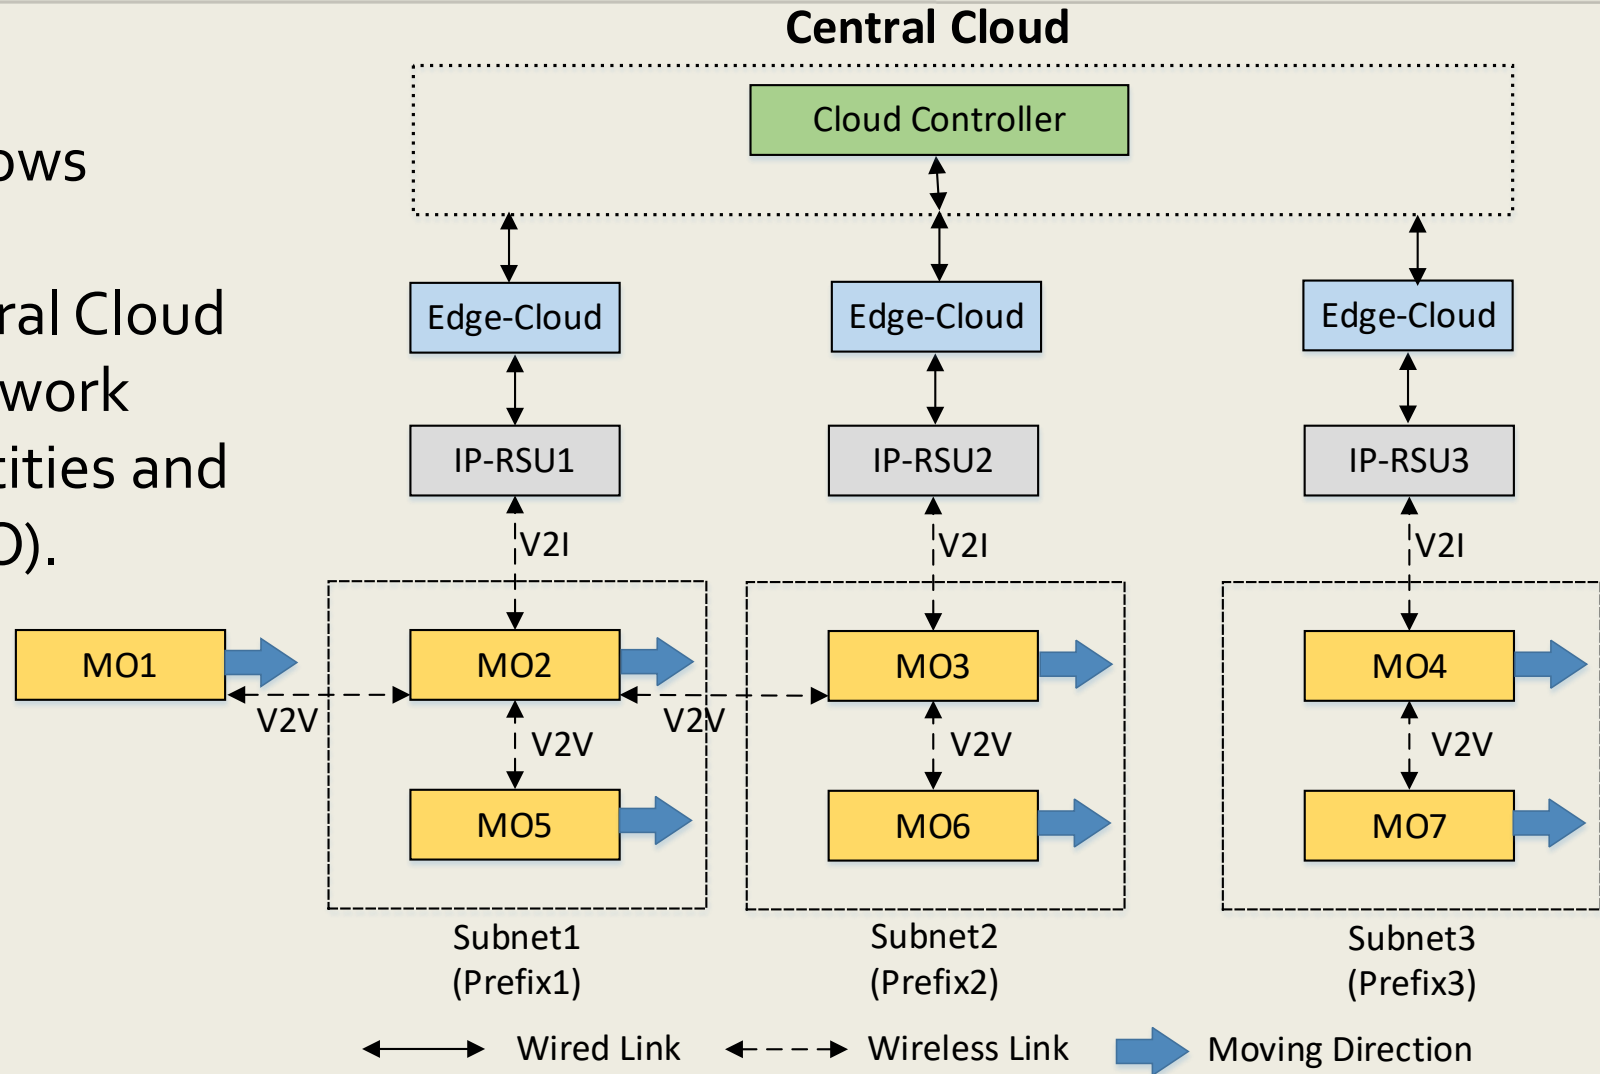 Central Cloud
Cloud Controller
ral Cloud
work
and
Edge-Cloud
Edge-Cloud
Edge-Cloud
IP-RSU1
IP-RSU2
IP-RSU3
V2I
V2I
V2I
MO1
MO2
MO3
MO4
V2V
V2V
V2V
V2V
V2V
MO5
MO6
MO7
Subnet1
(Prefix1)
Subnet2
(Prefix2)
Subnet3
(Prefix3)
Wired Link
Wireless Link
Moving Direction